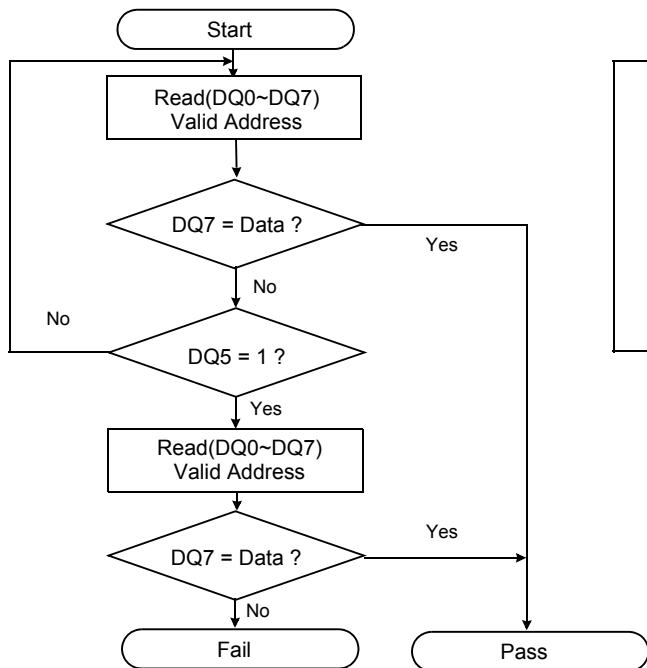 Start
Read(DQ0~DQ7)
Valid Address
DQ7 = Data ?
Yes
No
No
DQ5 = 1 ?
Yes
Read(DQ0~DQ7)
Valid Address
DQ7 = Data ?
Yes
No
Fail
Pass